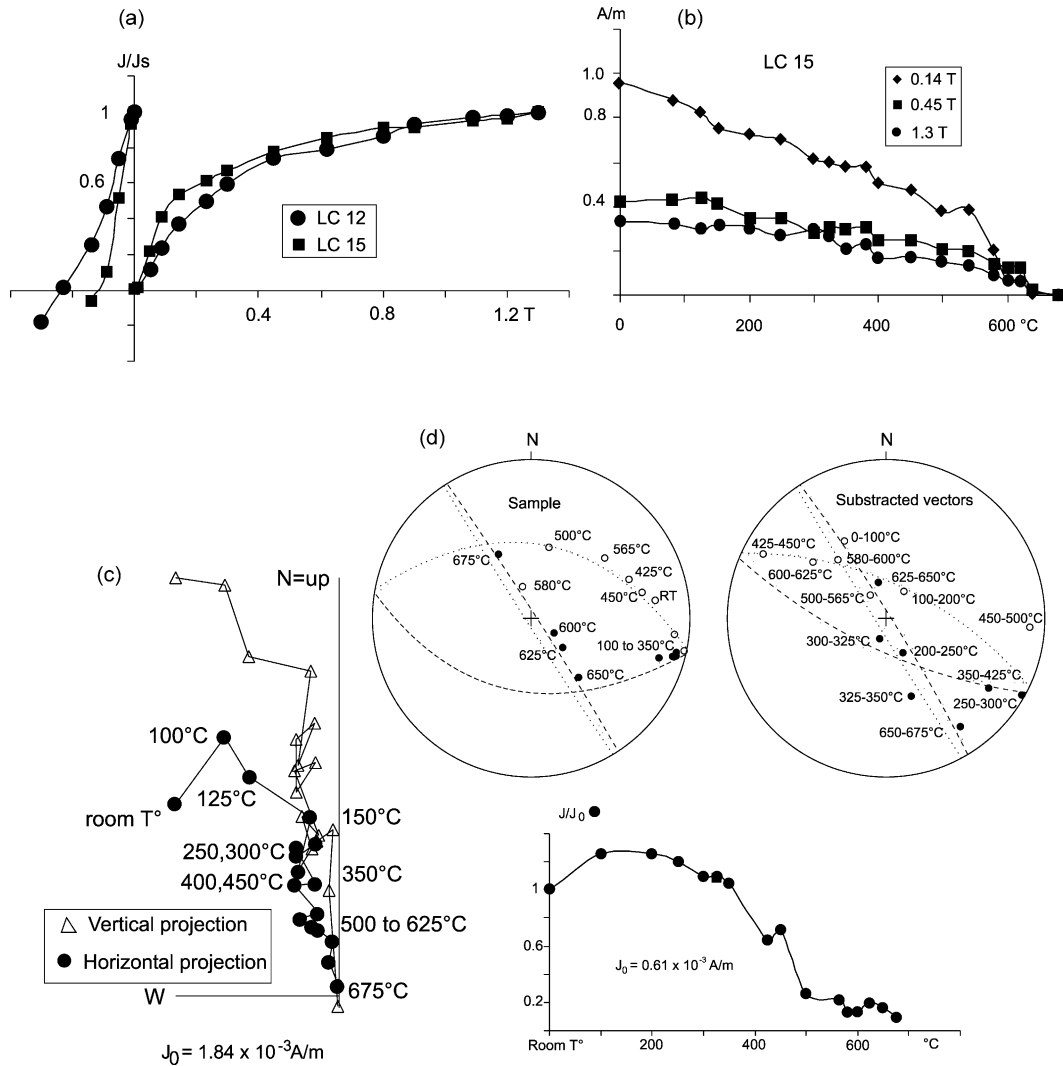 (a)
J/Js
1
0.6
LC 12
LC 15
0.4
0.8
1.2 T
A/m
(b)
LC 15
1.0
0.8
0.4
0.14 T
0.45 T
1.3 T
0
200
400
600 °C
(c)
N=up
100°C
125°C
room T°
150°C
250,300°C
350°C
400,450°C
500 to 625°C
Vertical projection
Horizontal projection
W
675°C
J0 = 1.84 x 10-3A/m
(d)
N
Sample
500°C
565°C
675°C
425°C
580°C
450°C
RT
600°C
100 to 350°C
625°C
650°C
N
Substracted vectors
0-100°C
425-450°C
580-600°C
600-625°C
625-650°C
500-565°C
100-200°C
450-500°C
300-325°C
200-250°C
350-425°C
325-350°C
250-300°C
650-675°C
J/J0
1
0.6
0.2
J0 = 0.61 x 10-3 A/m
Room T°
200
400
600
°C